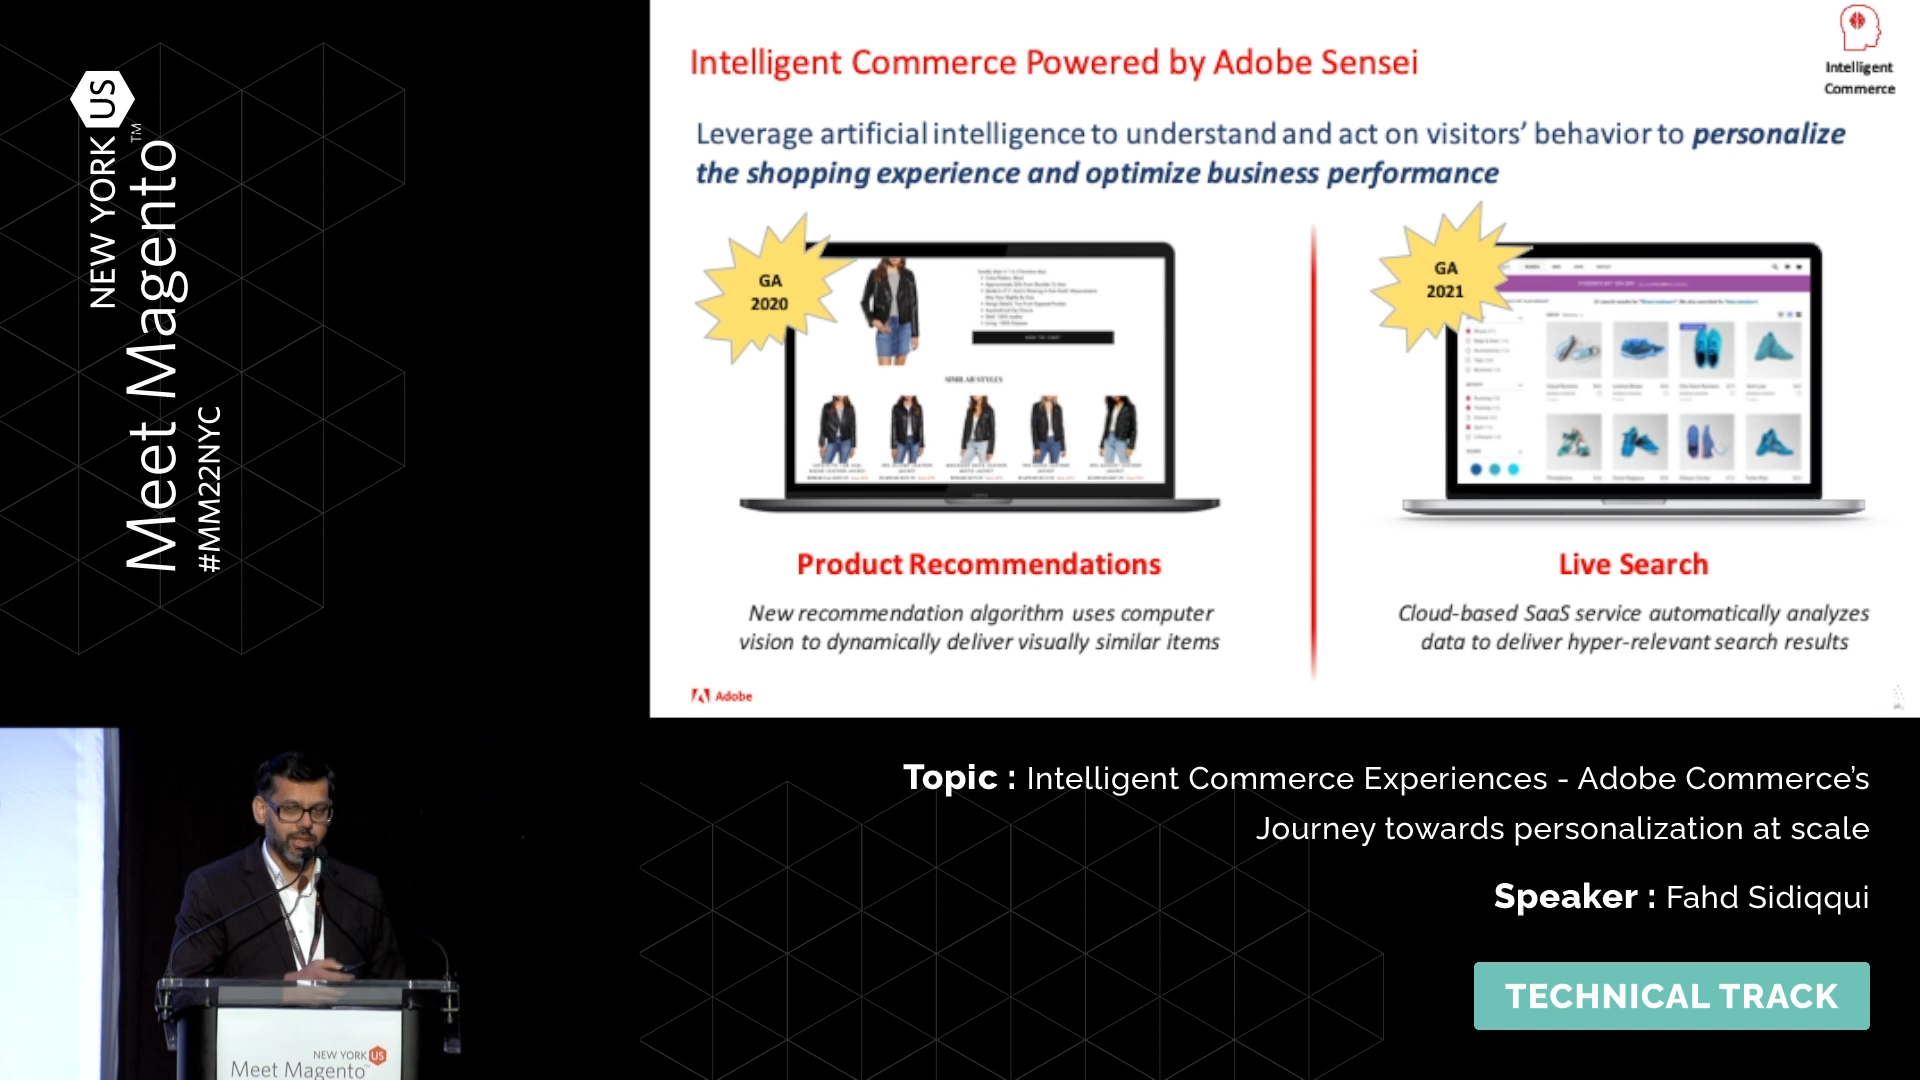 NEW YORK US
Meet Magento™
#MM22NYC
Intelligent Commerce Powered by Adobe Sensei
Intelligent
Commerce
Leverage artificial intelligence to understand and act on visitors’ behavior to personalize
the shopping experience and optimize business performance
GA
2020
SIMILAR STYLES
GA
2021
Product Recommendations
New recommendation algorithm uses computer
vision to dynamically deliver visually similar items
Live Search
Cloud-based SaaS service automatically analyzes
data to deliver hyper-relevant search results
Adobe
Topic : Intelligent Commerce Experiences - Adobe Commerce’s
Journey towards personalization at scale
Speaker : Fahd Sidiqqui
TECHNICAL TRACK
NEW YORK US
Meet Magento